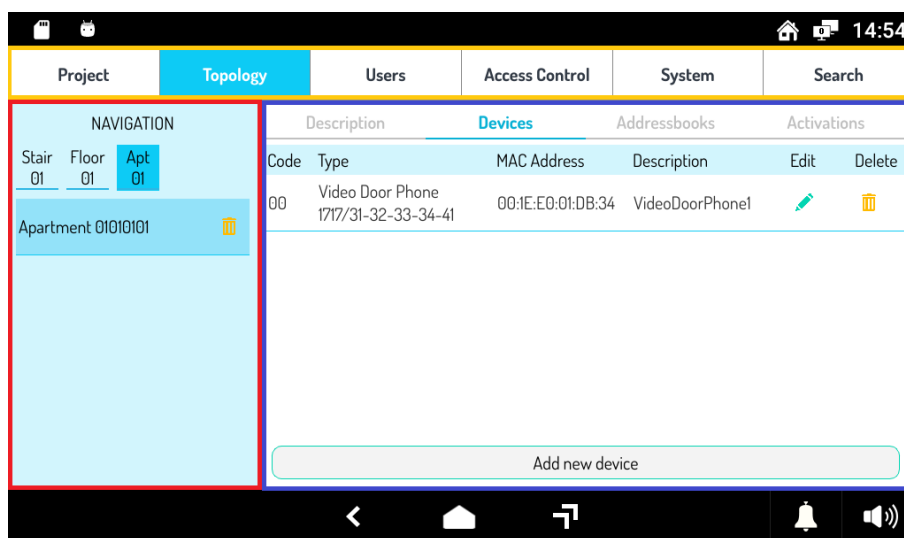 14:54
Project Topology Users Access Control System Search
NAVIGATION
Stair Floor Apt
01 01 01
Apartment 01010101
Description Devices Addressbooks Activations
Code Type MAC Address Description Edit Delete
00 Video Door Phone 00:1E:E0:01:DB:34 VideoDoorPhone1
1717/31-32-33-34-41
Add new device